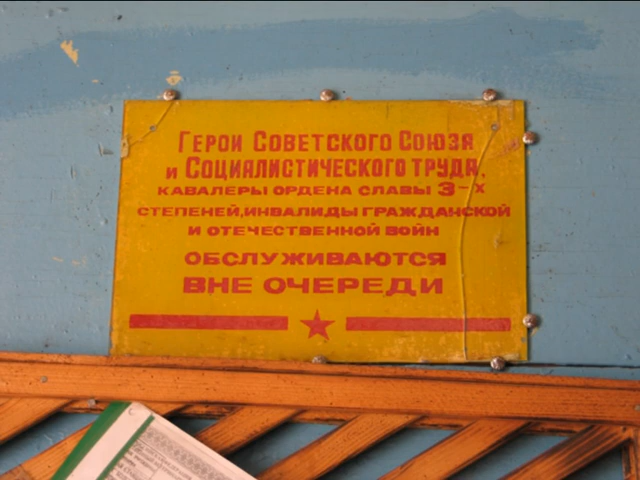 Герои Советского Союза
и Социалистического труда,
кавалеры ордена славы 3-х
степеней, инвалиды гражданской
и отечественной войн
обслуживаются
вне очереди